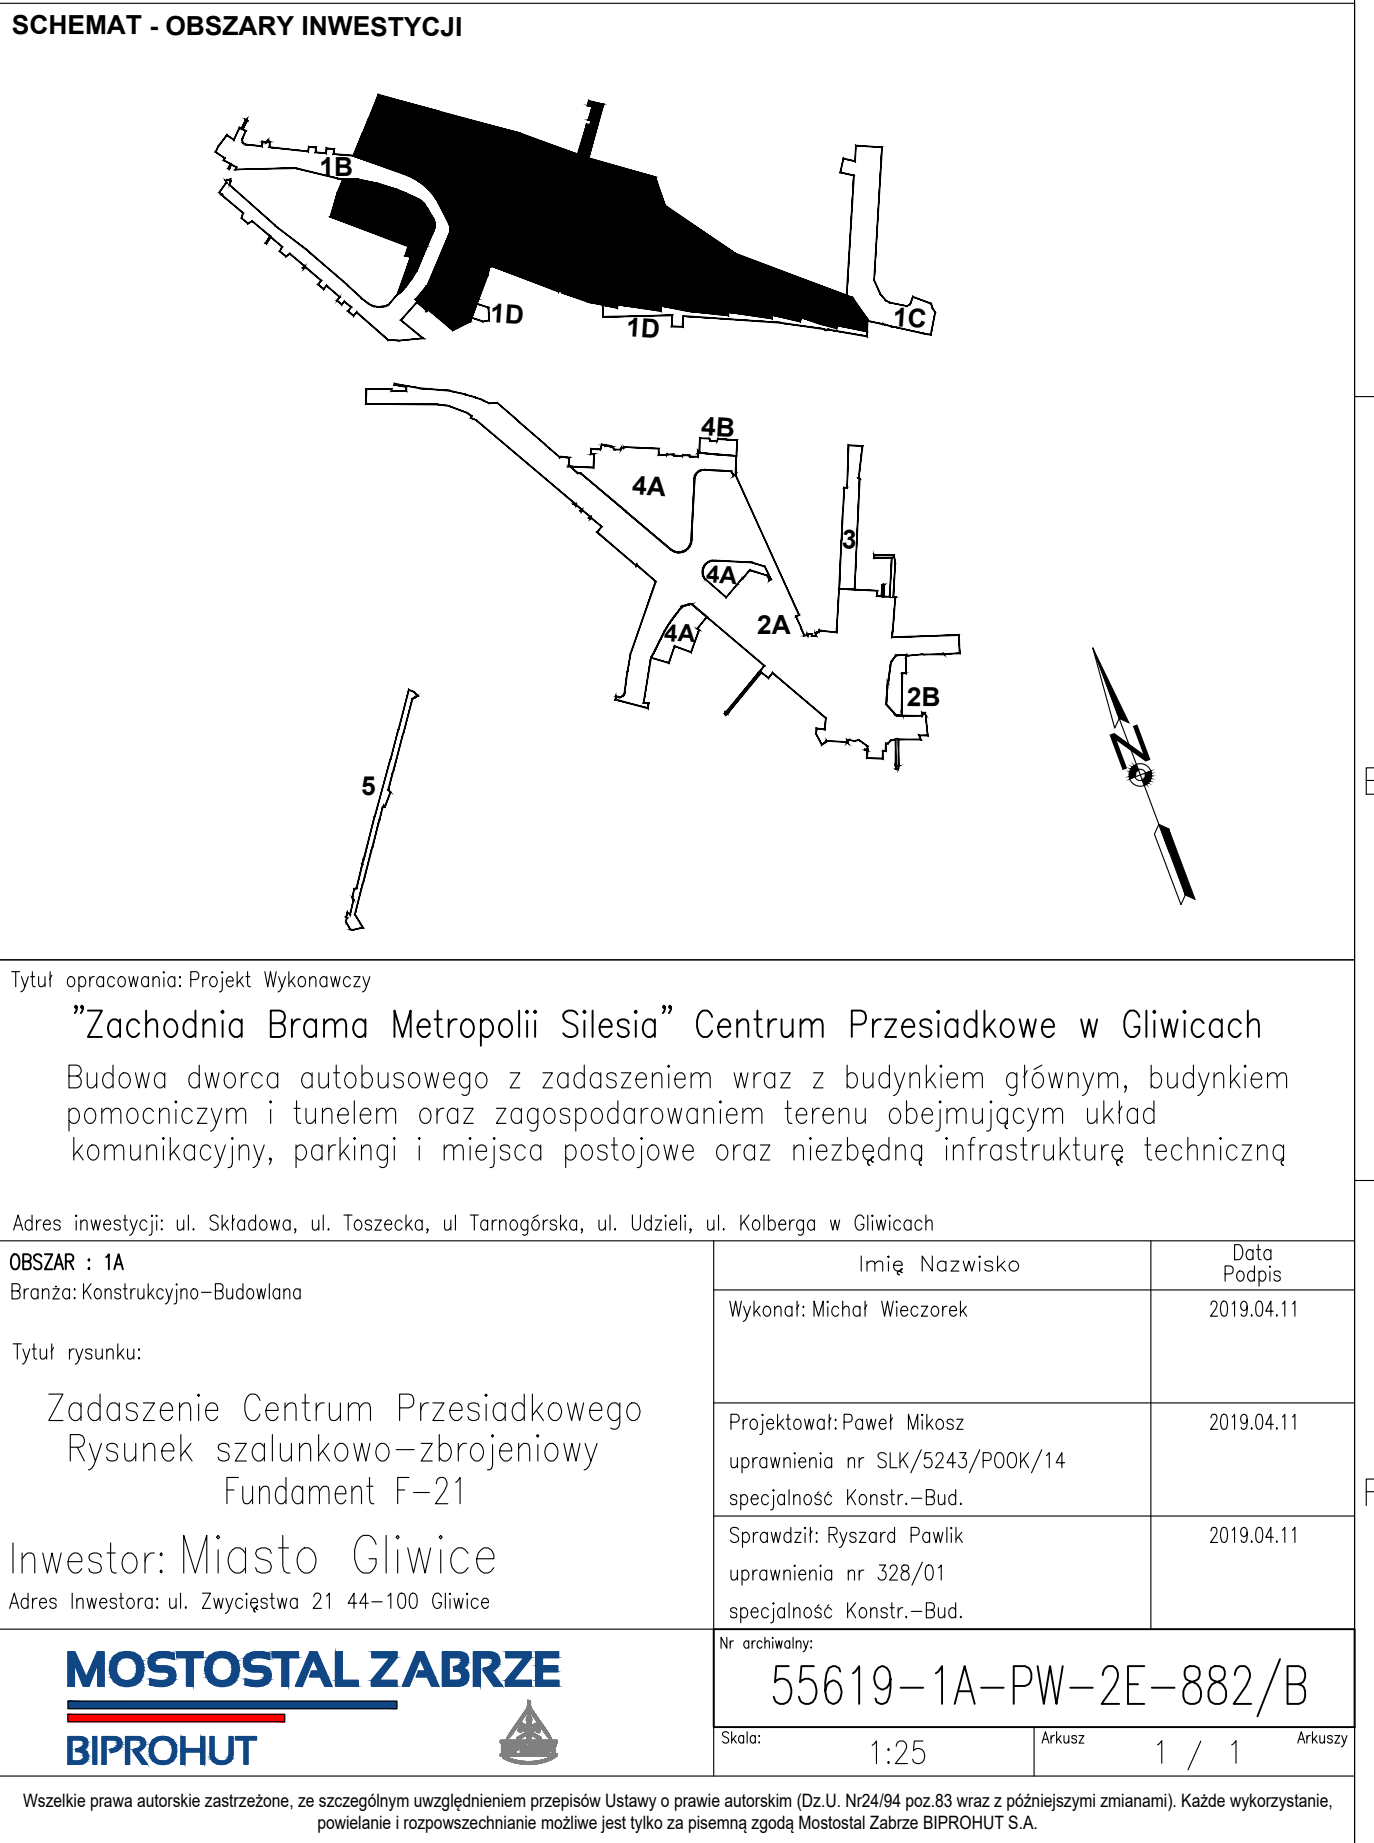 SCHEMAT - OBSZARY INWESTYCJI
1B
1D
1D
1C
4B
4A
3
4A
2A
4A
2B
N
5
E
Tytuł opracowania: Projekt Wykonawczy
"Zachodnia Brama Metropolii Silesia" Centrum Przesiadkowe w Gliwicach
Budowa dworca autobusowego z zadaszeniem wraz z budynkiem głównym, budynkiem
pomocniczym i tunelem oraz zagospodarowaniem terenu obejmującym układ
komunikacyjny, parkingi i miejsca postojowe oraz niezbędną infrastrukturę techniczną
Adres inwestycji: ul. Składowa, ul. Toszecka, ul Tarnogórska, ul. Udzieli, ul. Kolberga w Gliwicach
OBSZAR : 1A
Branża: Konstrukcyjno-Budowlana
Tytuł rysunku:
Zadaszenie Centrum Przesiadkowego
Rysunek szalunkowo-zbrojeniowy
Fundament F-21
Inwestor: Miasto Gliwice
Adres Inwestora: ul. Zwycięstwa 21 44-100 Gliwice
Imię Nazwisko
Data
Podpis
Wykonał: Michał Wieczorek
2019.04.11
Projektował: Paweł Mikosz
2019.04.11
uprawnienia nr SLK/5243/POOK/14
specjalność Konstr.-Bud.
F
Sprawdził: Ryszard Pawlik
2019.04.11
uprawnienia nr 328/01
specjalność Konstr.-Bud.
MOSTOSTAL ZABRZE
BIPROHUT
Nr archiwalny:
55619-1A-PW-2E-882/B
Skala:
1:25
Arkusz
1 / 1
Arkuszy
Wszelkie prawa autorskie zastrzeżone, ze szczególnym uwzględnieniem przepisów Ustawy o prawie autorskim (Dz.U. Nr24/94 poz.83 wraz z późniejszymi zmianami). Każde wykorzystanie,
powielanie i rozpowszechnianie możliwe jest tylko za pisemną zgodą Mostostal Zabrze BIPROHUT S.A.